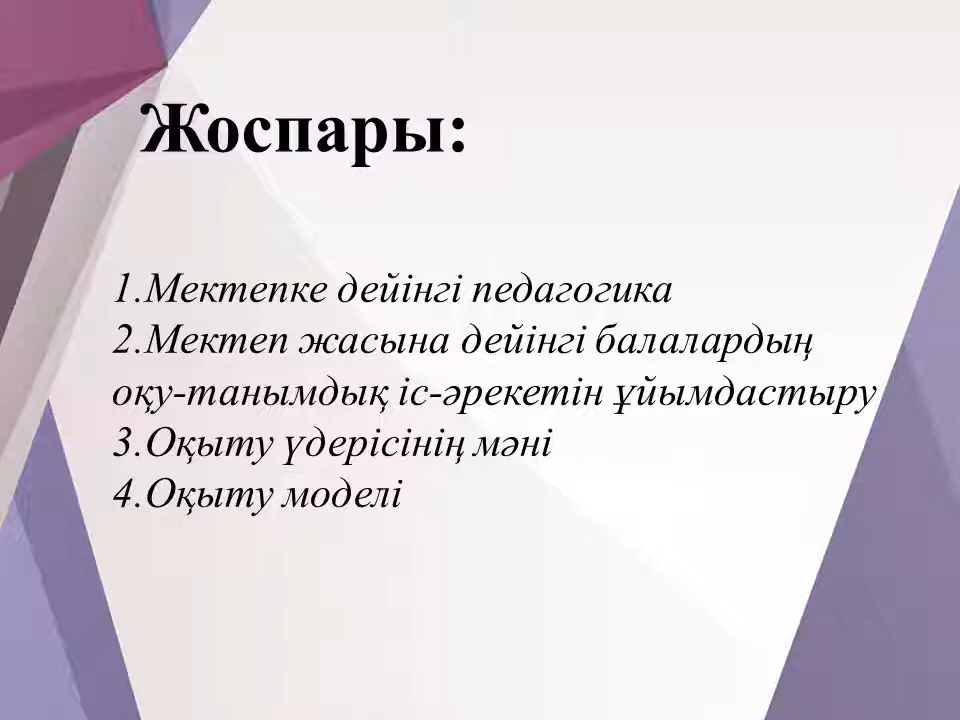 Жоспары:
1.Мектепке дейінгі педагогика
2.Мектеп жасына дейінгі балалардың
оқу-танымдық іс-әрекетін ұйымдастыру
3.Оқыту үдерісінің мәні
4.Оқыту моделі